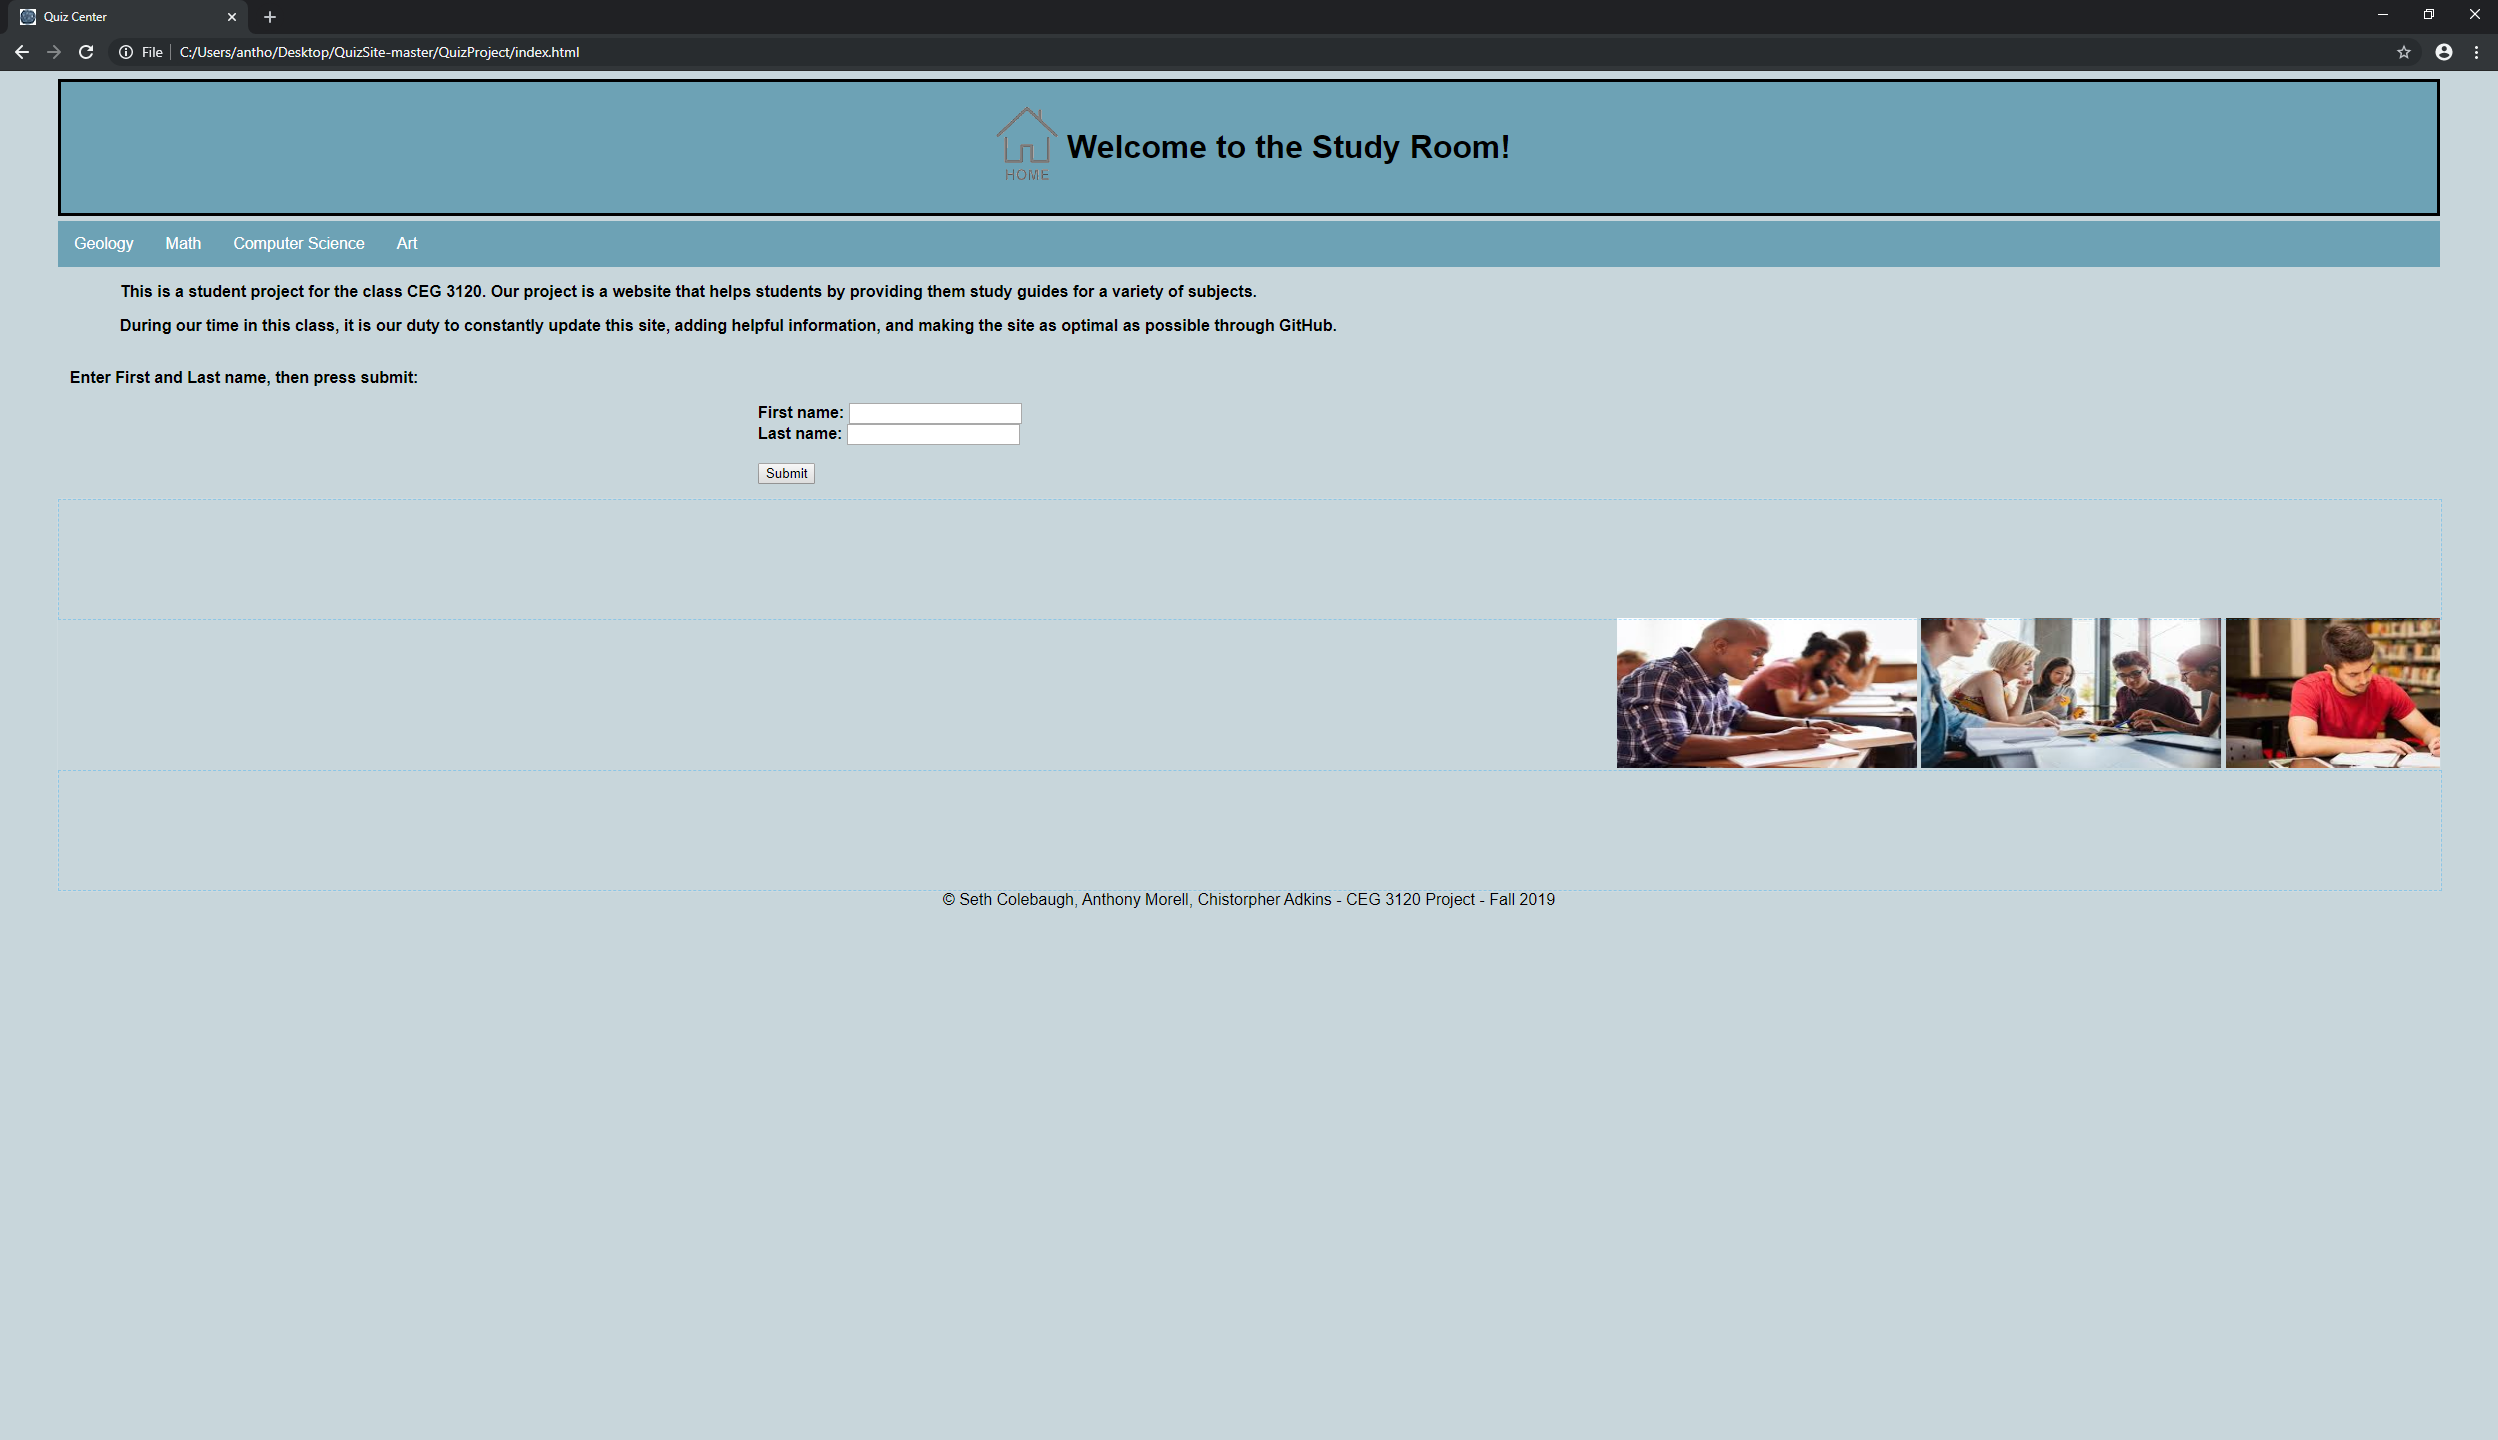 Quiz Center
File C:/Users/antho/Desktop/QuizSite-master/QuizProject/index.html
HOME
Welcome to the Study Room!
Geology Math Computer Science Art
This is a student project for the class CEG 3120. Our project is a website that helps students by providing them study guides for a variety of subjects.
During our time in this class, it is our duty to constantly update this site, adding helpful information, and making the site as optimal as possible through GitHub.
Enter First and Last name, then press submit:
First name:
Last name:
Submit
© Seth Colebaugh, Anthony Morell, Chistorpher Adkins - CEG 3120 Project - Fall 2019